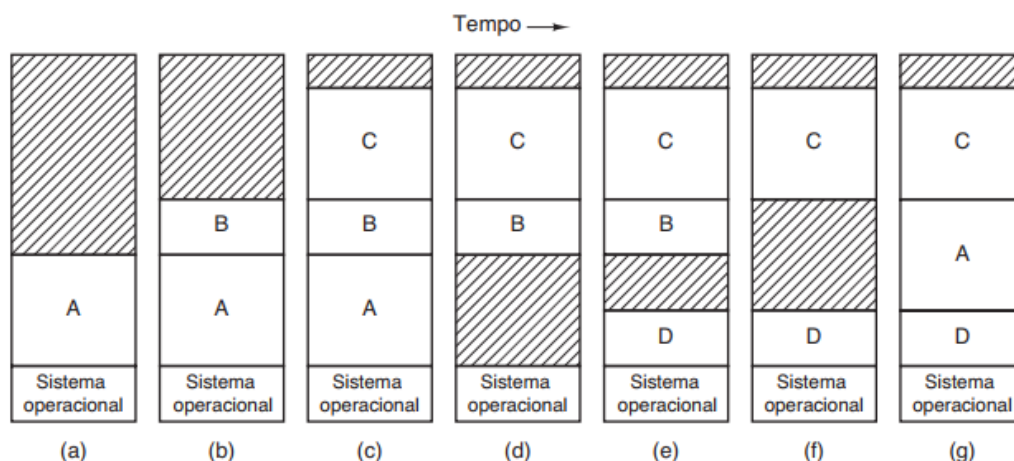 Tempo
C C C C C
B B B B A
A A A D D D
Sistema operacional Sistema operacional Sistema operacional Sistema operacional Sistema operacional Sistema operacional Sistema operacional
(a) (b) (c) (d) (e) (f) (g)